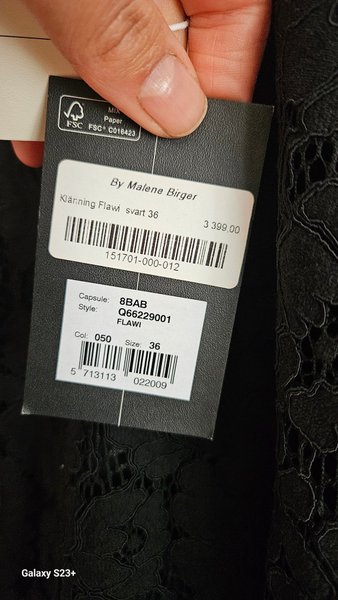 MIX
Paper
FSC
FSC® C016423
By Malene Birger
Klänning Flawi svart 36
3 399,00
151701-000-012
Capsule: 8BAB
Style: Q66229001
FLAWI
Col: 050 Size: 36
5 713113 022009
Galaxy S23+